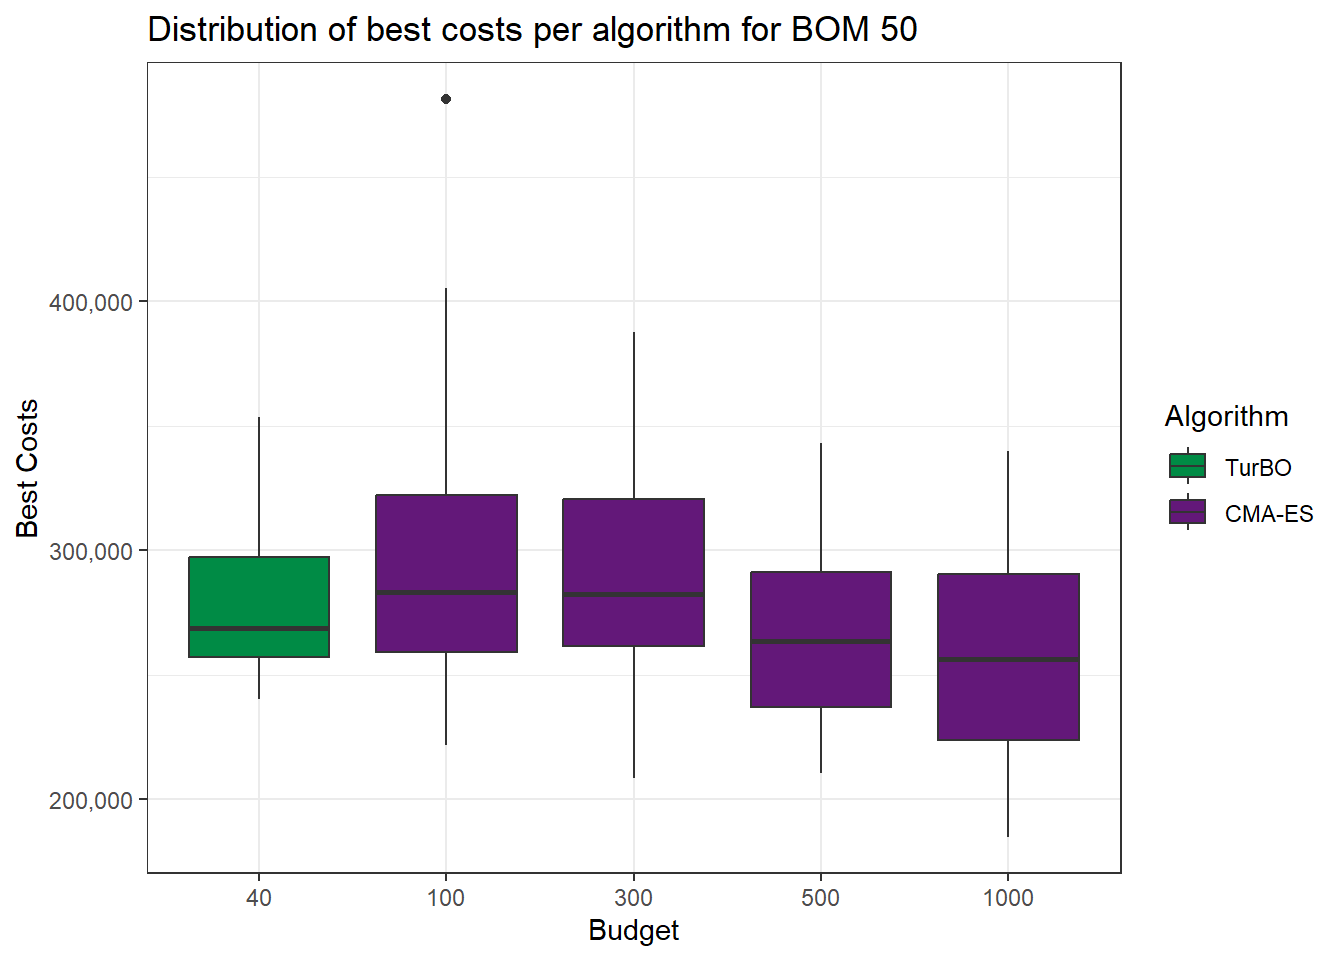 Distribution of best costs per algorithm for BOM 50
Best Costs
400,000
300,000
200,000
40 100 300 500 1000
Budget
Algorithm
TurBO
CMA-ES